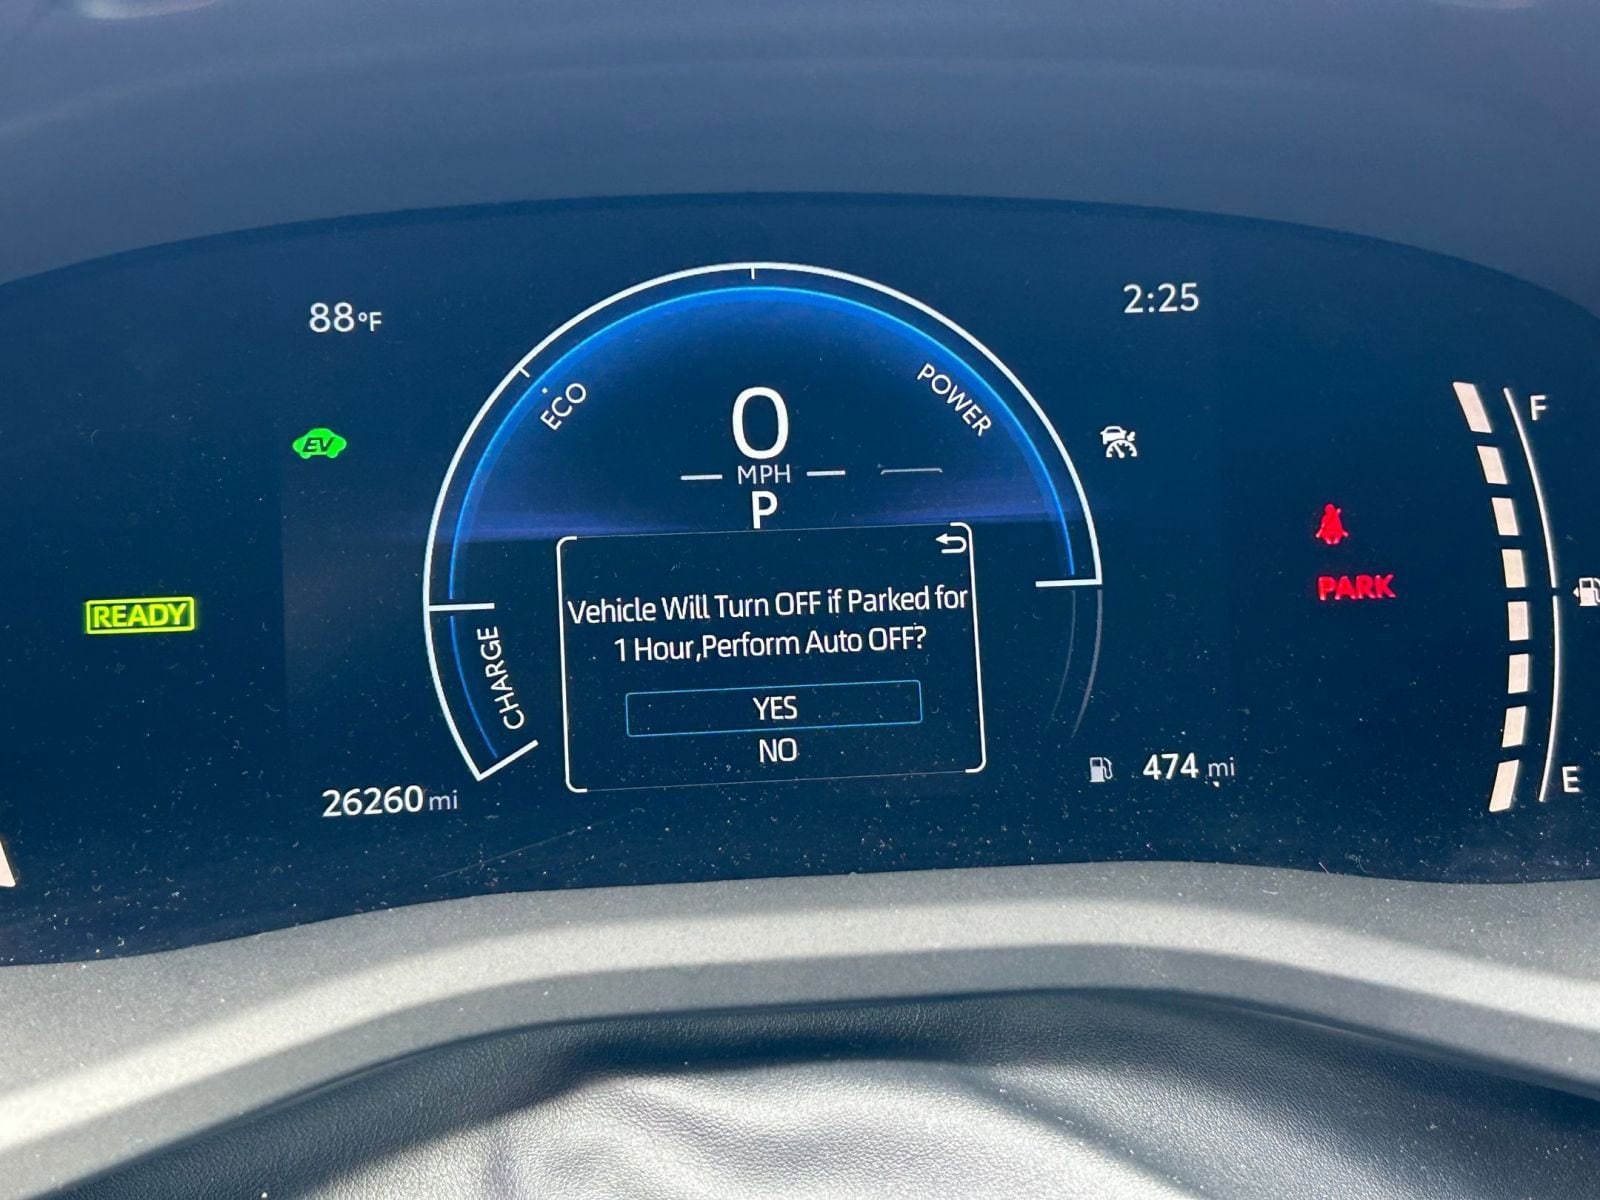 88°F
2:25
ECO
POWER
0
MPH
P
EV
F
READY
PARK
Vehicle Will Turn OFF if Parked for
1 Hour,Perform Auto OFF?
YES
NO
CHARGE
26260 mi
474 mi
E